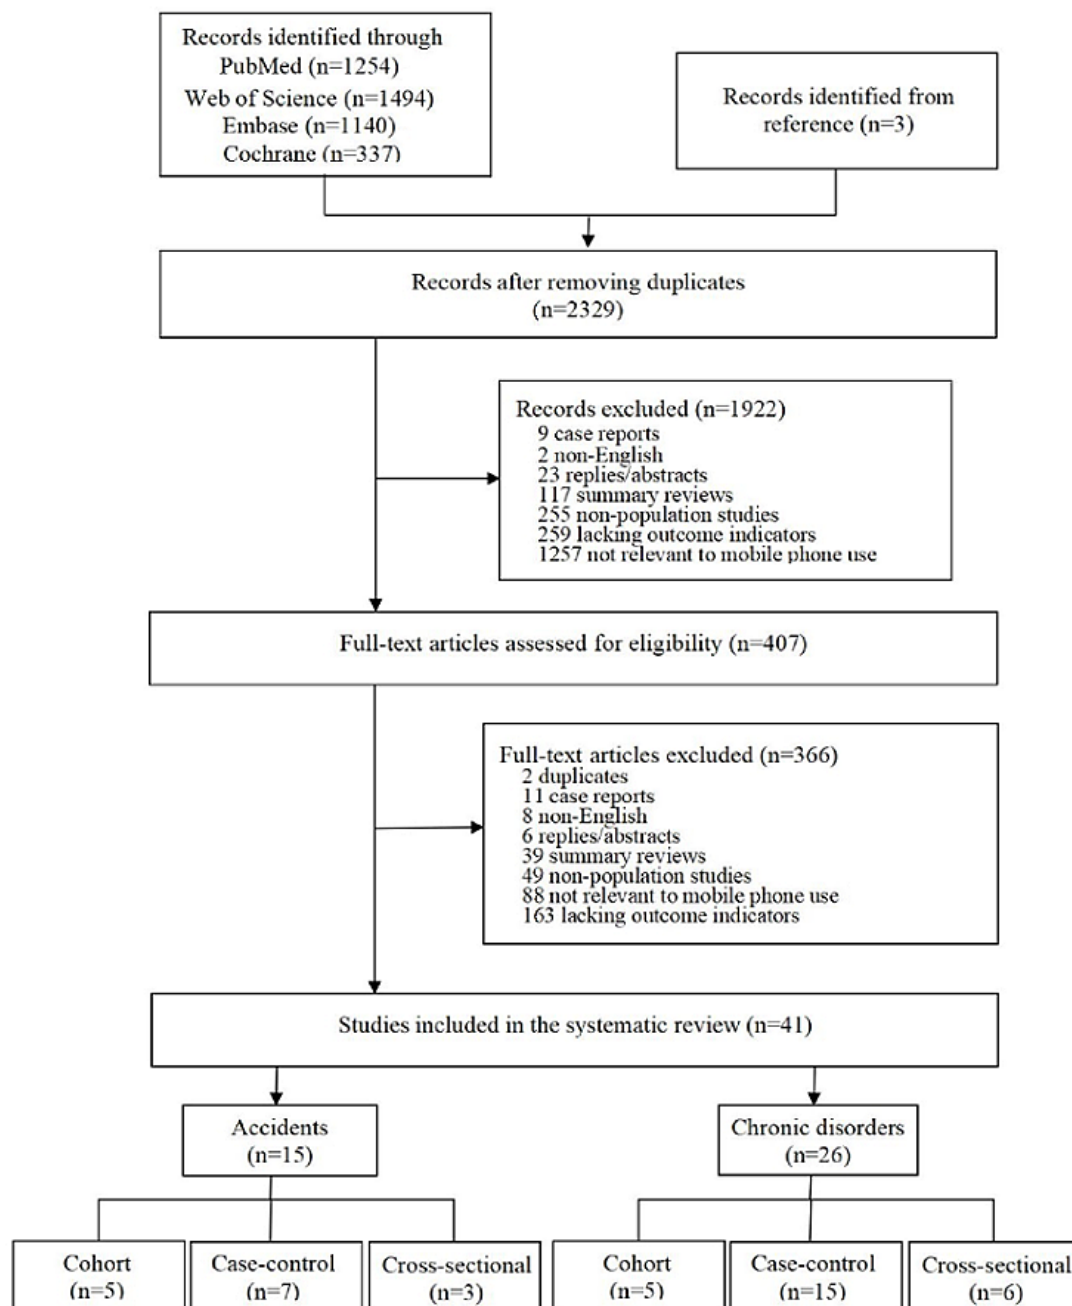 Records identified through
PubMed (n=1254)
Web of Science (n=1494)
Embase (n=1140)
Cochrane (n=337)
Records identified from
reference (n=3)
Records after removing duplicates
(n=2329)
Records excluded (n=1922)
9 case reports
2 non-English
23 replies/abstracts
117 summary reviews
255 non-population studies
259 lacking outcome indicators
1257 not relevant to mobile phone use
Full-text articles assessed for eligibility (n=407)
Full-text articles excluded (n=366)
2 duplicates
11 case reports
8 non-English
6 replies/abstracts
39 summary reviews
49 non-population studies
88 not relevant to mobile phone use
163 lacking outcome indicators
Studies included in the systematic review (n=41)
Accidents
(n=15)
Chronic disorders
(n=26)
Cohort
(n=5)
Case-control
(n=7)
Cross-sectional
(n=3)
Cohort
(n=5)
Case-control
(n=15)
Cross-sectional
(n=6)